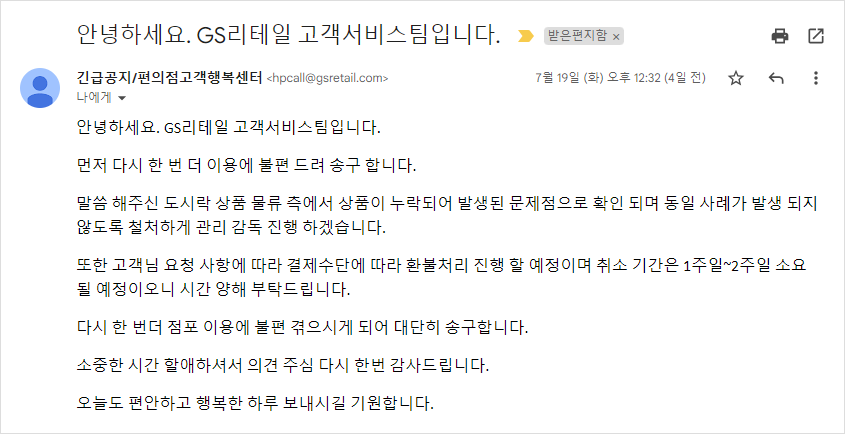 안녕하세요. GS리테일 고객서비스팀입니다.
받은편지함 ×
긴급공지/편의점고객행복센터 <hpcall@gsretail.com>
7월 19일 (화) 오후 12:32 (4일 전)
나에게
안녕하세요. GS리테일 고객서비스팀입니다.
먼저 다시 한 번 더 이용에 불편 드려 송구 합니다.
말씀 해주신 도시락 상품 물류 측에서 상품이 누락되어 발생된 문제점으로 확인 되며 동일 사례가 발생 되지
않도록 철처하게 관리 감독 진행 하겠습니다.
또한 고객님 요청 사항에 따라 결제수단에 따라 환불처리 진행 할 예정이며 취소 기간은 1주일~2주일 소요
될 예정이오니 시간 양해 부탁드립니다.
다시 한 번더 점포 이용에 불편 겪으시게 되어 대단히 송구합니다.
소중한 시간 할애하셔서 의견 주심 다시 한번 감사드립니다.
오늘도 편안하고 행복한 하루 보내시길 기원합니다.